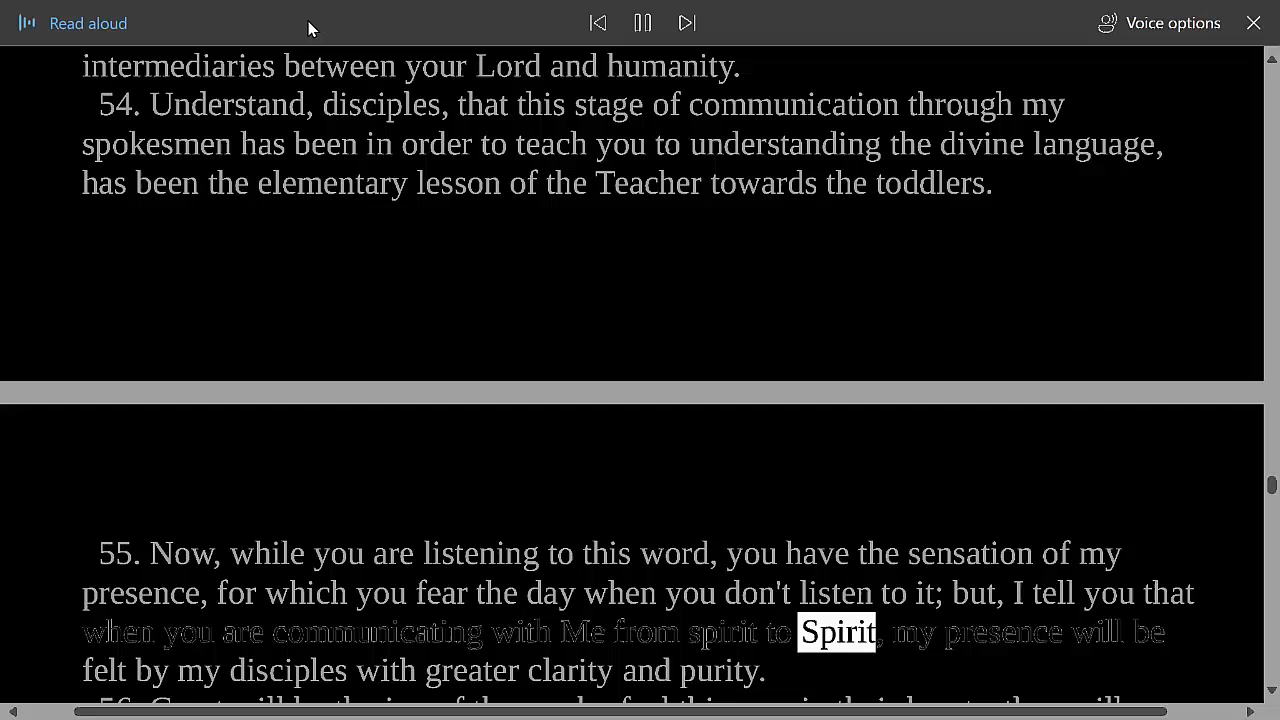 Read aloud
Voice options
intermediaries between your Lord and humanity.
54. Understand, disciples, that this stage of communication through my
spokesmen has been in order to teach you to understanding the divine language,
has been the elementary lesson of the Teacher towards the toddlers.
55. Now, while you are listening to this word, you have the sensation of my
presence, for which you fear the day when you don't listen to it; but, I tell you that
when you are communicating with Me from spirit to Spirit, my presence will be
felt by my disciples with greater clarity and purity.